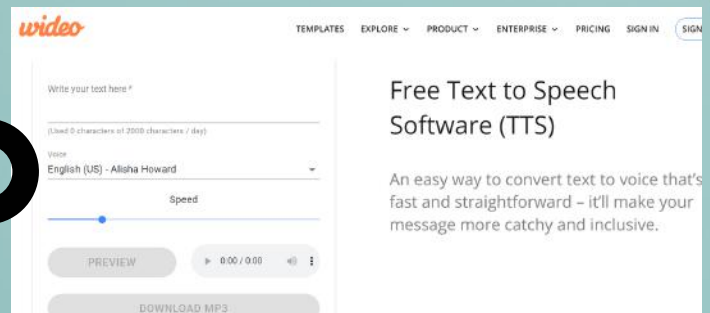 wideo
TEMPLATES EXPLORE PRODUCT ENTERPRISE PRICING SIGN IN SIGN
Write your text here *
(Used 0 characters of 2000 characters / day)
Voice
English (US) - Alisha Howard
Speed
PREVIEW
0:00 / 0:00
DOWNLOAD MP3
Free Text to Speech
Software (TTS)
An easy way to convert text to voice that's
fast and straightforward – it'll make your
message more catchy and inclusive.